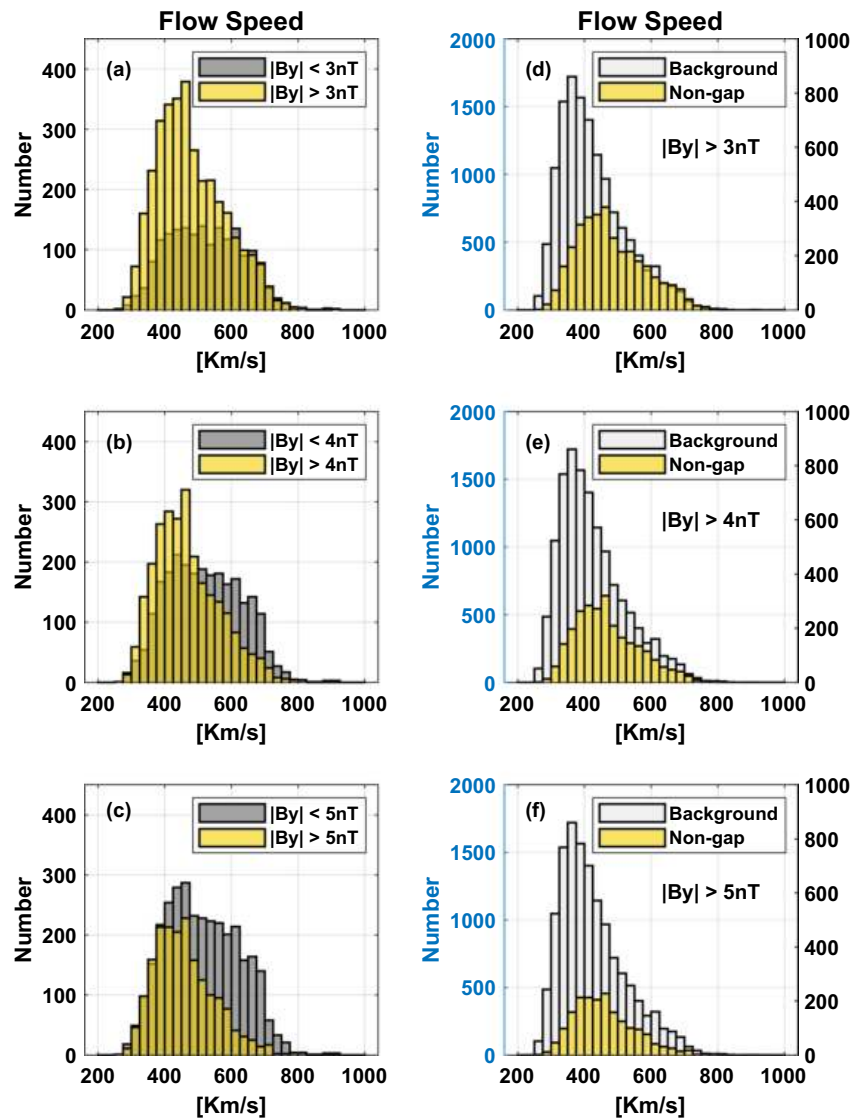 Flow Speed
(a)
|By| < 3nT
|By| > 3nT
400
300
200
100
0
Number
200 400 600 800 1000
[Km/s]
Flow Speed
(d)
Background
Non-gap
|By| > 3nT
2000
1500
1000
500
0
Number
1000
800
600
400
200
0
200 400 600 800 1000
[Km/s]
(b)
|By| < 4nT
|By| > 4nT
400
300
200
100
0
Number
200 400 600 800 1000
[Km/s]
(e)
Background
Non-gap
|By| > 4nT
2000
1500
1000
500
0
Number
1000
800
600
400
200
0
200 400 600 800 1000
[Km/s]
(c)
|By| < 5nT
|By| > 5nT
400
300
200
100
0
Number
200 400 600 800 1000
[Km/s]
(f)
Background
Non-gap
|By| > 5nT
2000
1500
1000
500
0
Number
1000
800
600
400
200
0
200 400 600 800 1000
[Km/s]